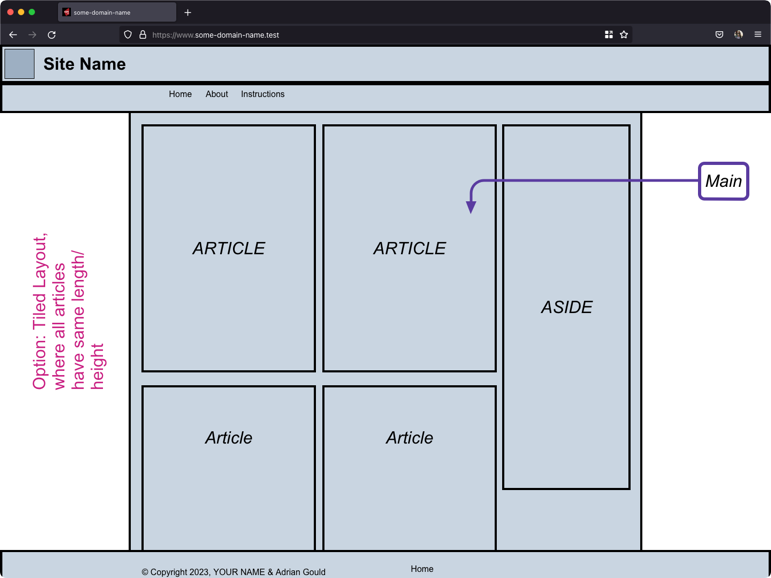 some-domain-name
https://www.some-domain-name.test
Site Name
Home About Instructions
Main
ARTICLE ARTICLE
Option: Tiled Layout,
where all articles
have same length/
height
ASIDE
Article Article
© Copyright 2023, YOUR NAME & Adrian Gould
Home